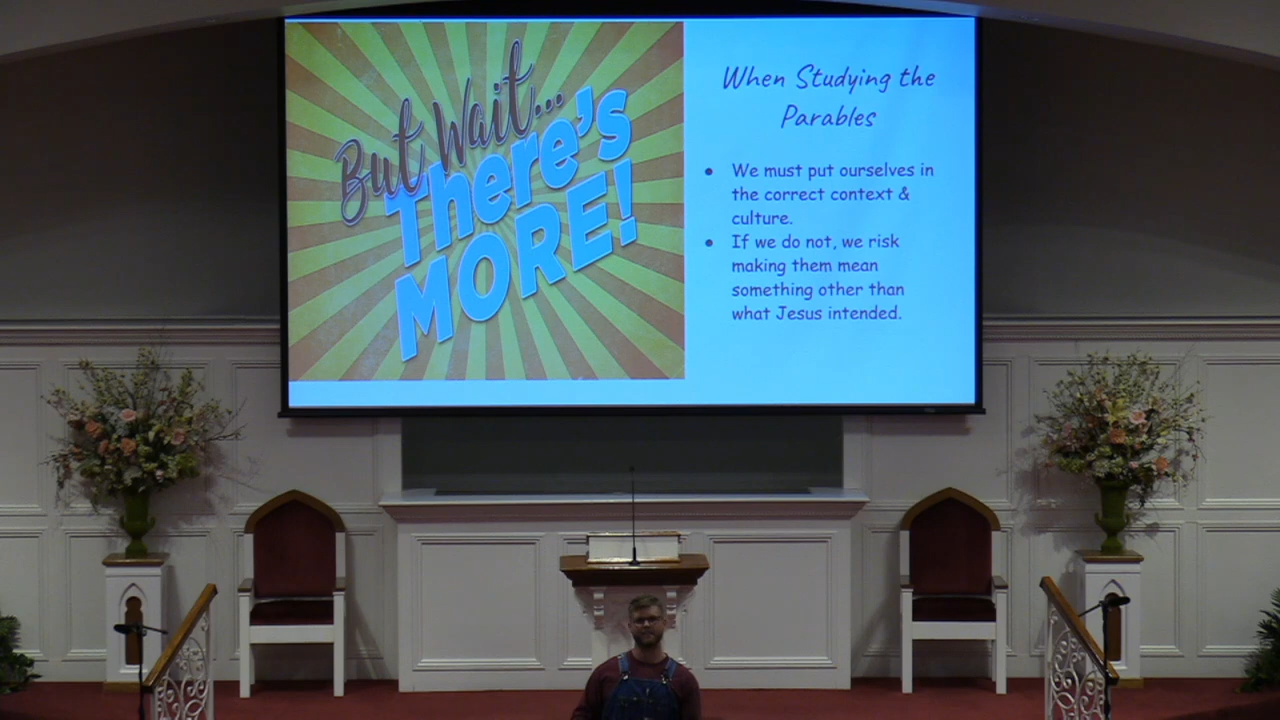 But Wait...
There's
MORE!
When Studying the
Parables
• We must put ourselves in
the correct context &
culture.
• If we do not, we risk
making them mean
something other than
what Jesus intended.